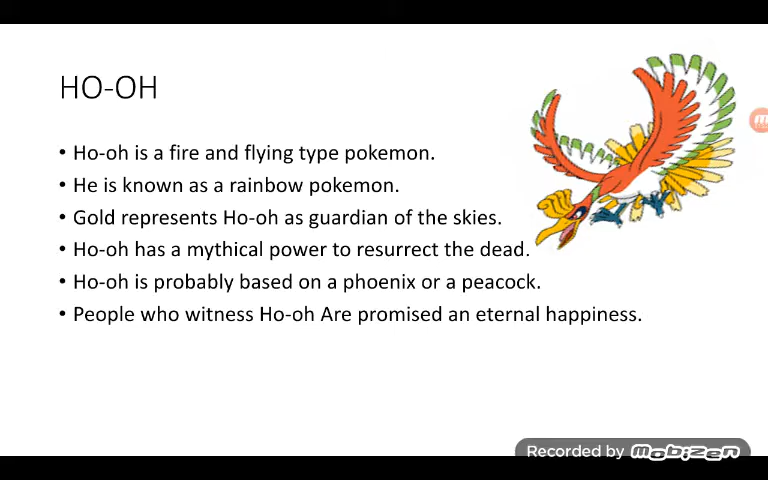 HO-OH
• Ho-oh is a fire and flying type pokemon.
• He is known as a rainbow pokemon.
• Gold represents Ho-oh as guardian of the skies.
• Ho-oh has a mythical power to resurrect the dead.
• Ho-oh is probably based on a phoenix or a peacock.
• People who witness Ho-oh Are promised an eternal happiness.
Recorded by mobizen